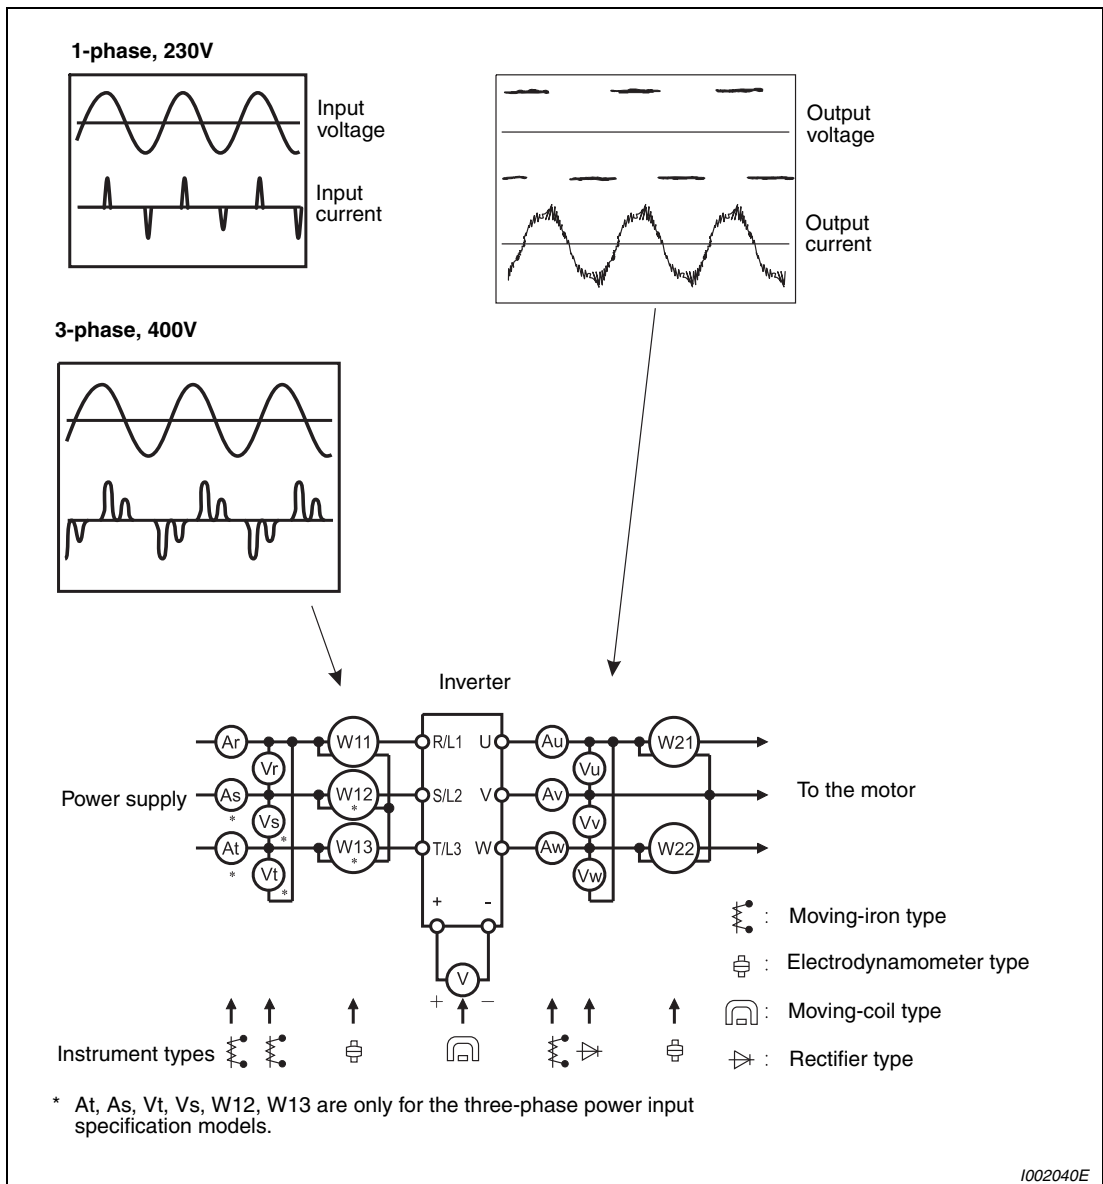 1-phase, 230V
Input
voltage
Input
current
Output
voltage
Output
current
3-phase, 400V
Inverter
Ar
W11
R/L1
U
Au
W21
Vr
Vu
Power supply
As
*
W12
*
S/L2
V
Av
To the motor
Vs
*
Vv
At
*
W13
*
T/L3
W
Aw
W22
Vt
*
Vw
+ -
V
+ −
: Moving-iron type
: Electrodynamometer type
: Moving-coil type
: Rectifier type
Instrument types
* At, As, Vt, Vs, W12, W13 are only for the three-phase power input
specification models.
I002040E